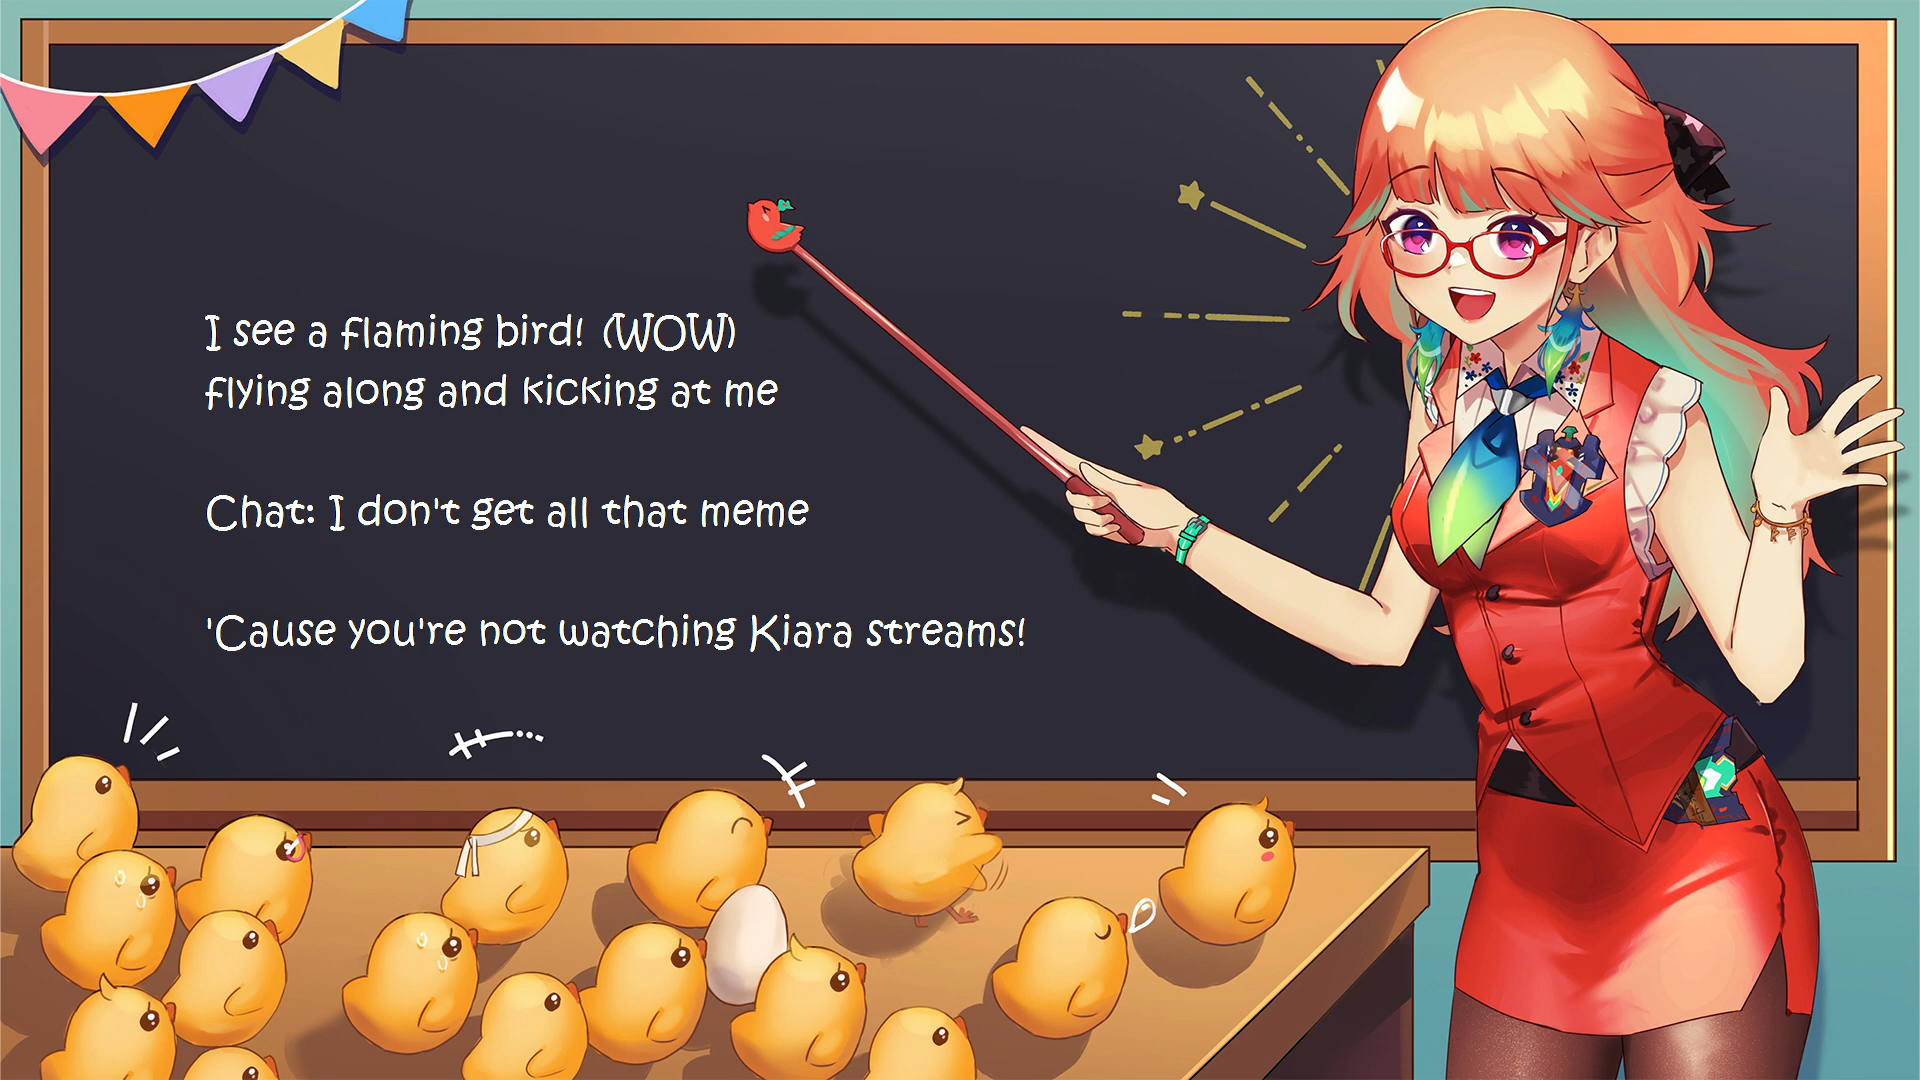 I see a flaming bird! (WOW)
flying along and kicking at me
Chat: I don't get all that meme
'Cause you're not watching Kiara streams!